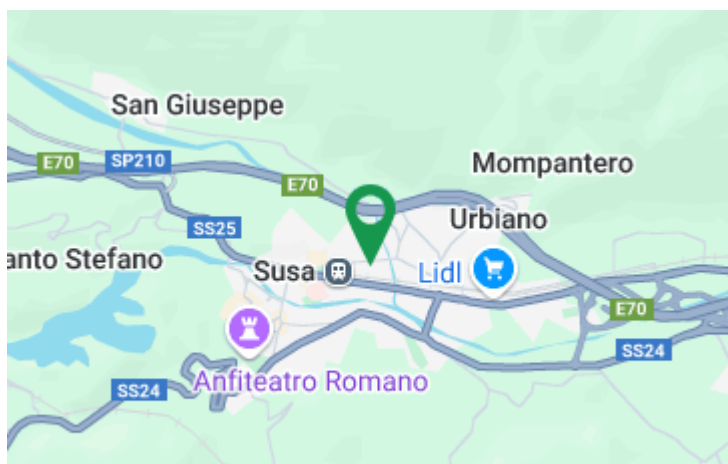 San Giuseppe
E70
SP210
E70
Mompantero
SS25
Urbiano
anto Stefano
Susa
Lidl
E70
SS24
Anfiteatro Romano
SS24